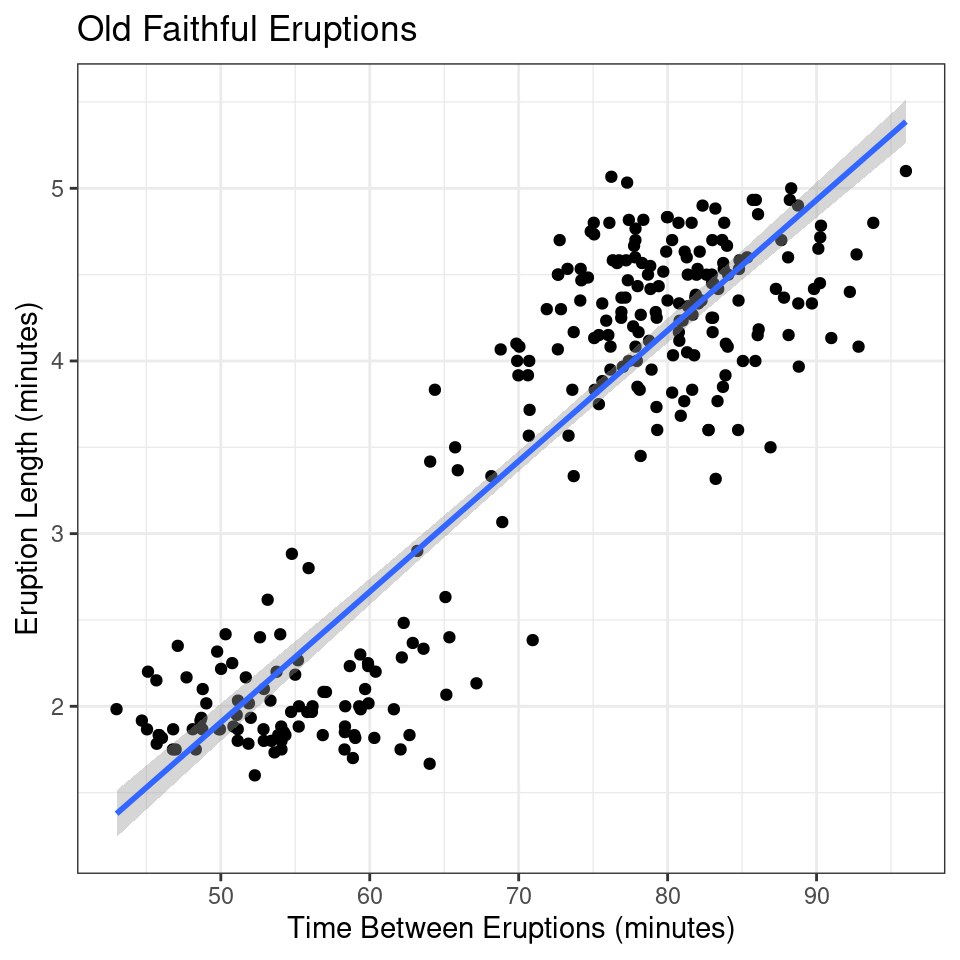 Old Faithful Eruptions
5
4
3
2
Eruption Length (minutes)
50 60 70 80 90
Time Between Eruptions (minutes)